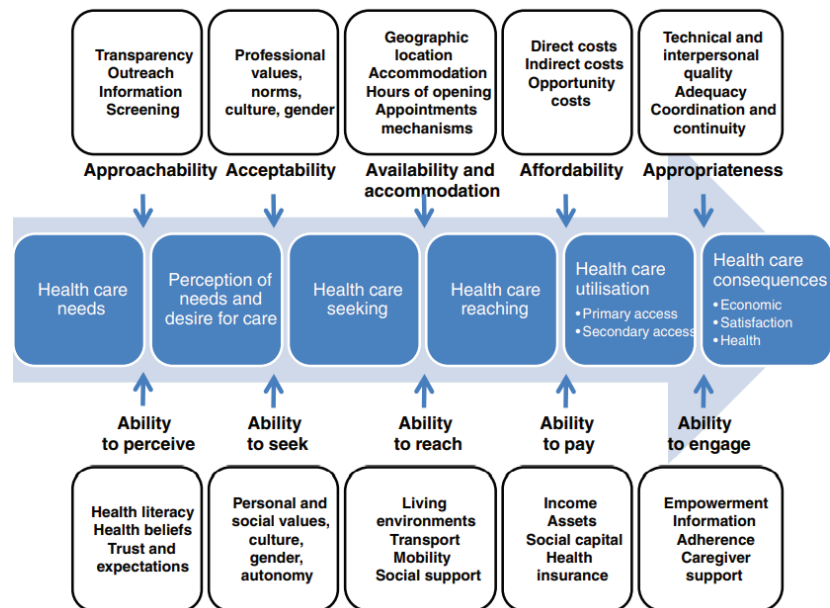 Transparency
Outreach
Information
Screening
Professional
values,
norms,
culture, gender
Geographic
location
Accommodation
Hours of opening
Appointments
mechanisms
Direct costs
Indirect costs
Opportunity
costs
Technical and
interpersonal
quality
Adequacy
Coordination and
continuity
Approachability
Acceptability
Availability and
accommodation
Affordability
Appropriateness
Health care
needs
Perception of
needs and
desire for care
Health care
seeking
Health care
reaching
Health care
utilisation
• Primary access
• Secondary access
Health care
consequences
• Economic
• Satisfaction
• Health
Ability
to perceive
Ability
to seek
Ability
to reach
Ability
to pay
Ability
to engage
Health literacy
Health beliefs
Trust and
expectations
Personal and
social values,
culture,
gender,
autonomy
Living
environments
Transport
Mobility
Social support
Income
Assets
Social capital
Health
insurance
Empowerment
Information
Adherence
Caregiver
support